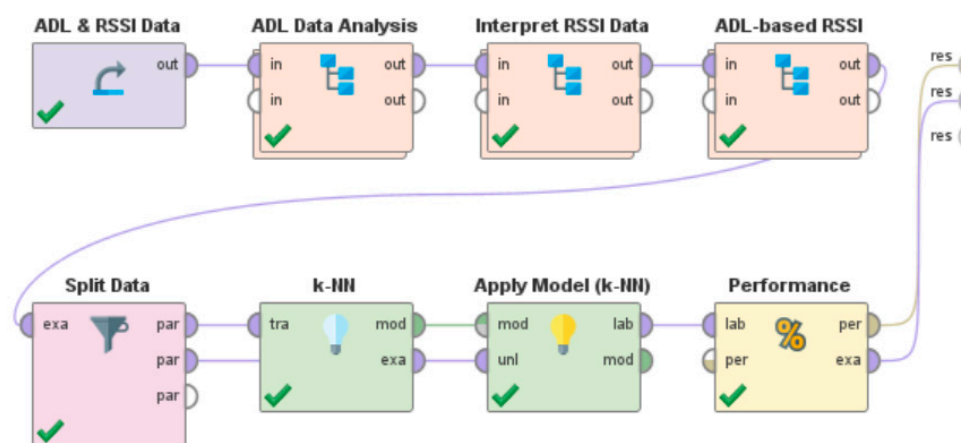 ADL & RSSI Data
ADL Data Analysis
Interpret RSSI Data
ADL-based RSSI
out
in
out
in
out
in
out
in
out
in
out
in
out
res
res
res
Split Data
k-NN
Apply Model (k-NN)
Performance
exa
par
par
par
tra
mod
exa
mod
lab
unl
mod
lab
per
%
per
exa